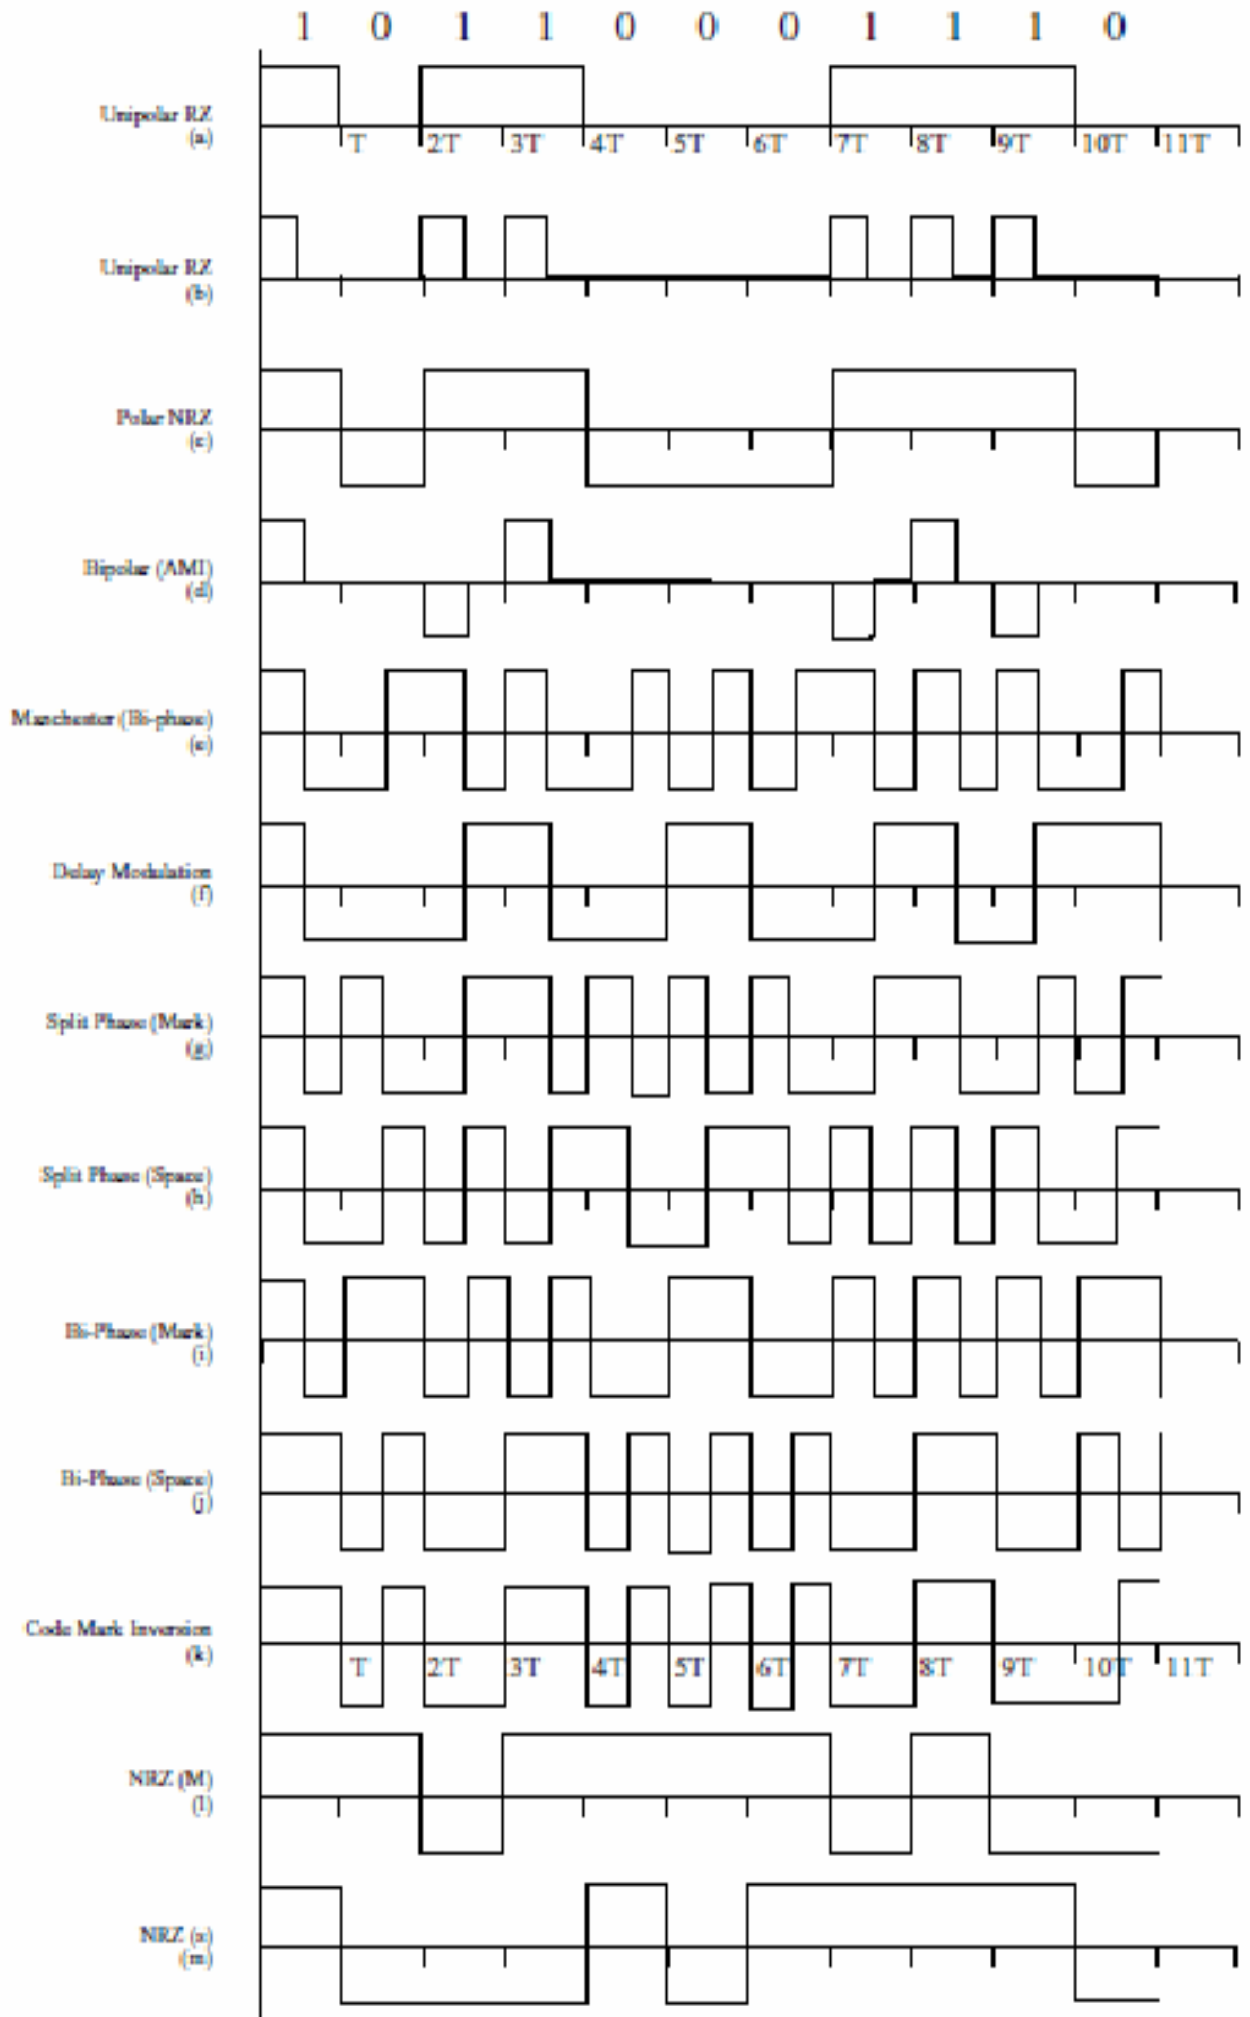 1 0 1 1 0 0 0 1 1 1 0
Unipolar RZ
(a)
T 2T 3T 4T 5T 6T 7T 8T 9T 10T 11T
Unipolar RZ
(b)
Polar NRZ
(c)
Bipolar (AMI)
(d)
Manchester (Bi-phase)
(e)
Delay Modulation
(f)
Split Phase (Mark)
(g)
Split Phase (Space)
(h)
Bi-Phase (Mark)
(i)
Bi-Phase (Space)
(j)
Code Mark Inversion
(k)
T 2T 3T 4T 5T 6T 7T 8T 9T 10T 11T
NRZ (M)
(l)
NRZ (s)
(m)